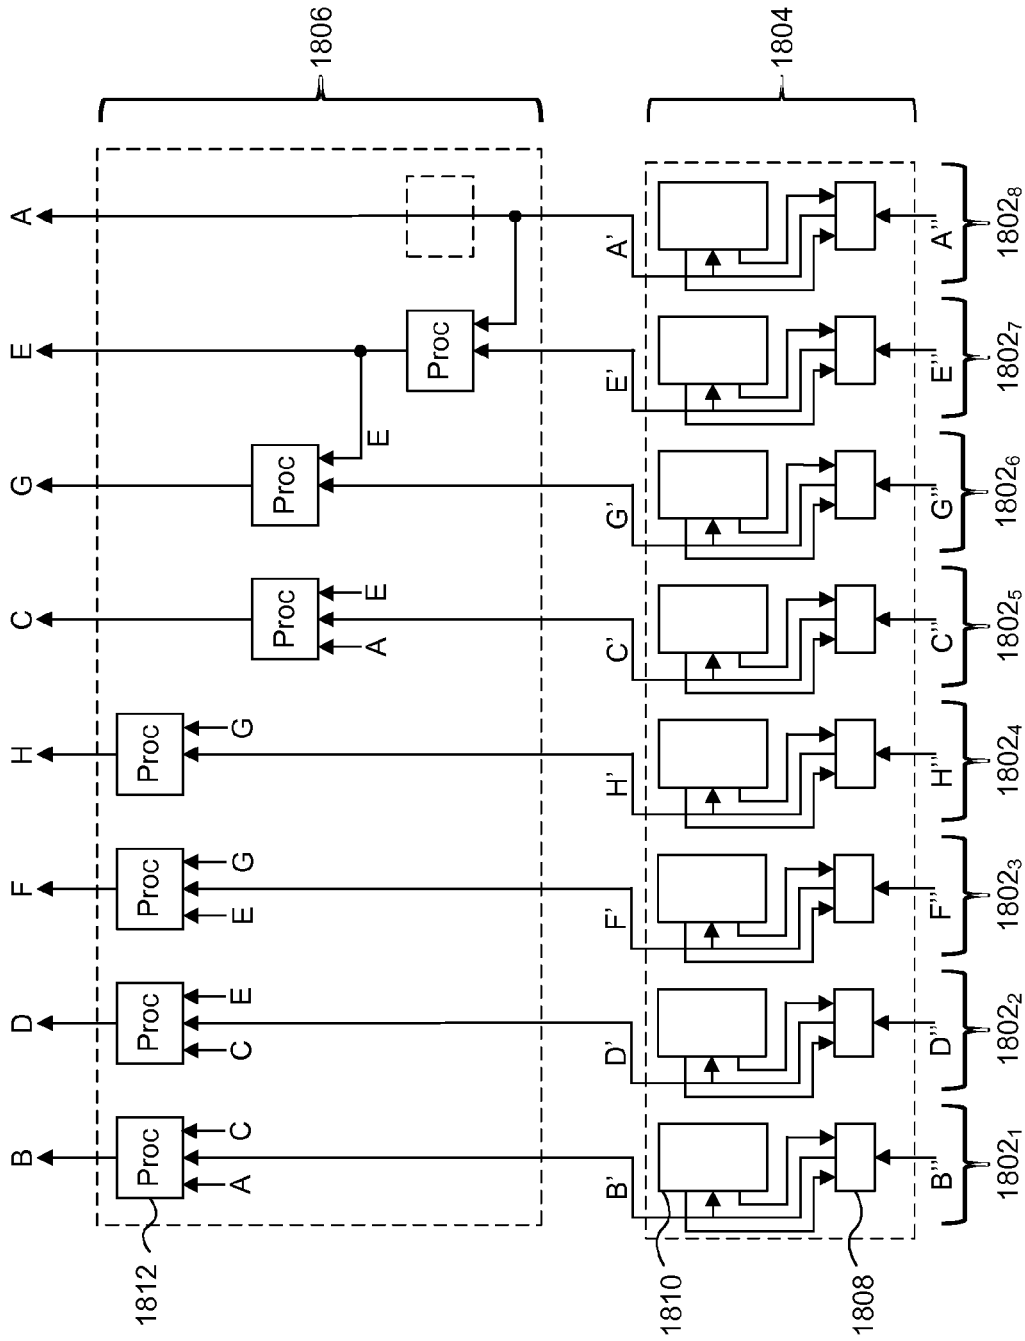 B D F H C G E A
1806
1812
Proc Proc Proc Proc
A C C E E G G
Proc Proc
A E E
Proc
B' D' F' H' C' G' E' A'
1804
1810
1808
B" D" F" H" C" G" E" A"
1802₁ 1802₂ 1802₃ 1802₄ 1802₅ 1802₆ 1802₇ 1802₈